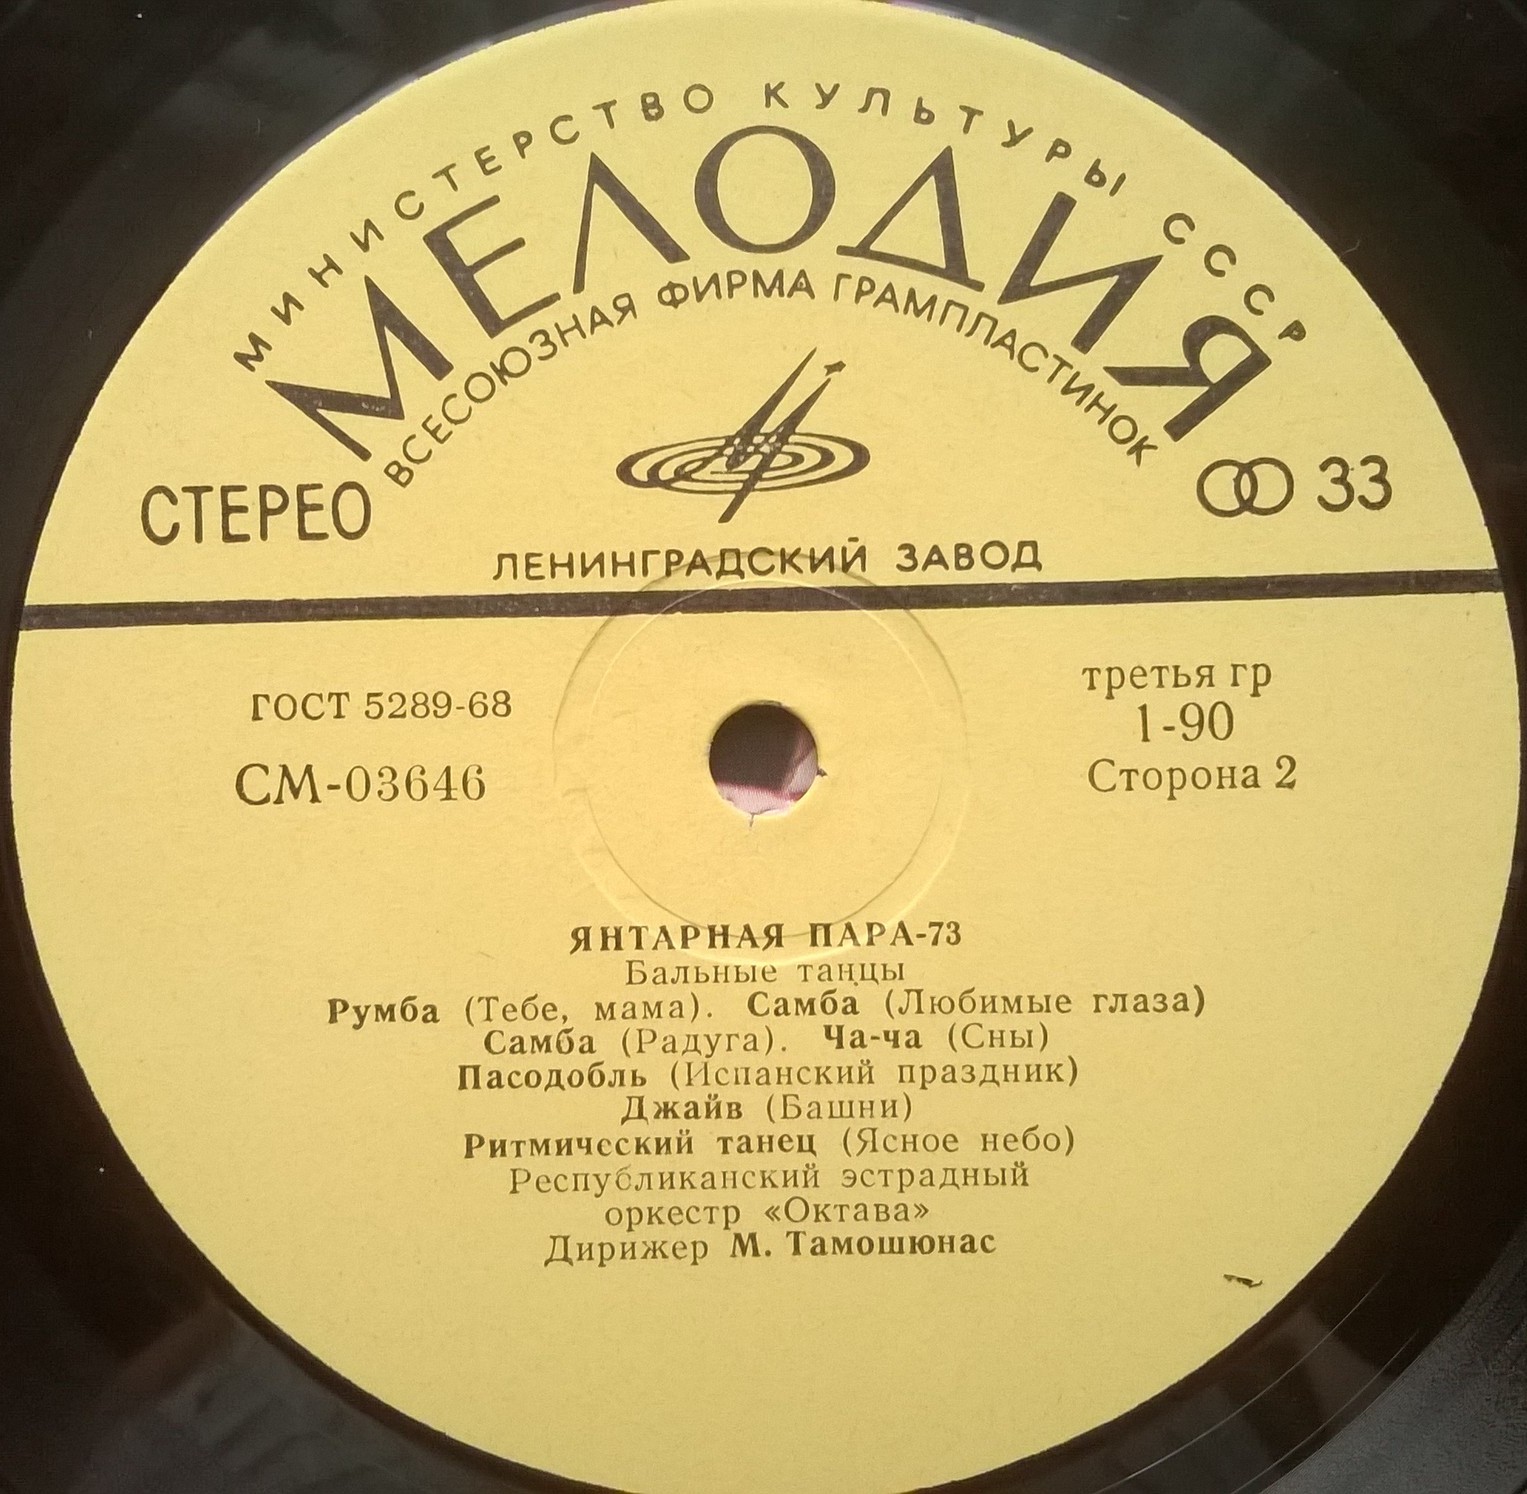 МИНИСТЕРСТВО КУЛЬТУРЫ СССР
МЕЛОДИЯ
ВСЕСОЮЗНАЯ ФИРМА ГРАМПЛАСТИНОК
СТЕРЕО
33
ЛЕНИНГРАДСКИЙ ЗАВОД
ГОСТ 5289-68
СМ-03646
третья гр
1-90
Сторона 2
ЯНТАРНАЯ ПАРА-73
Бальные танцы
Румба (Тебе, мама). Самба (Любимые глаза)
Самба (Радуга). Ча-ча (Сны)
Пасодобль (Испанский праздник)
Джайв (Башни)
Ритмический танец (Ясное небо)
Республиканский эстрадный
оркестр «Октава»
Дирижер М. Тамошюнас